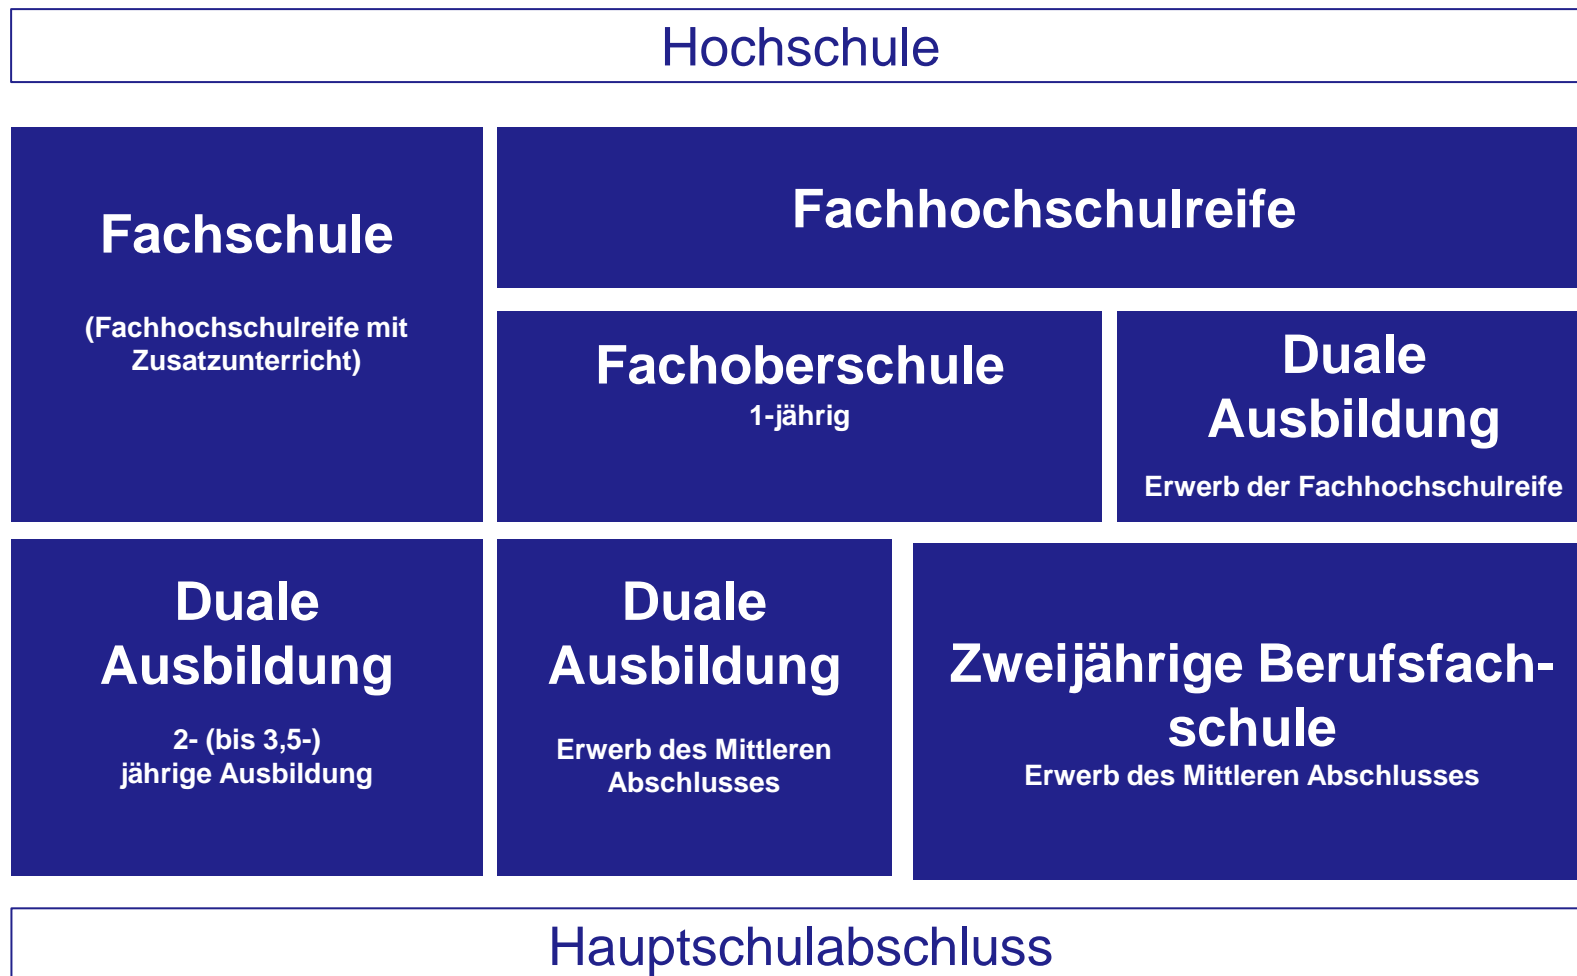 Hochschule
Fachschule
(Fachhochschulreife mit
Zusatzunterricht)
Fachhochschulreife
Fachoberschule
1-jährig
Duale
Ausbildung
Erwerb der Fachhochschulreife
Duale
Ausbildung
2- (bis 3,5-)
jährige Ausbildung
Duale
Ausbildung
Erwerb des Mittleren
Abschlusses
Zweijährige Berufsfach-
schule
Erwerb des Mittleren Abschlusses
Hauptschulabschluss